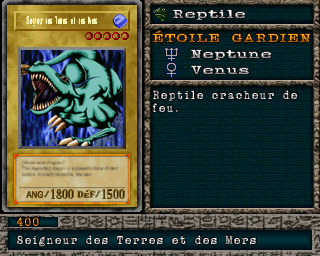 Seigneur des Terres et des Mers
ANG/1800 DÉF/1500
Reptile
ÉTOILE GARDIEN
Neptune
Venus
Reptile cracheur de
feu.
400
Seigneur des Terres et des Mers